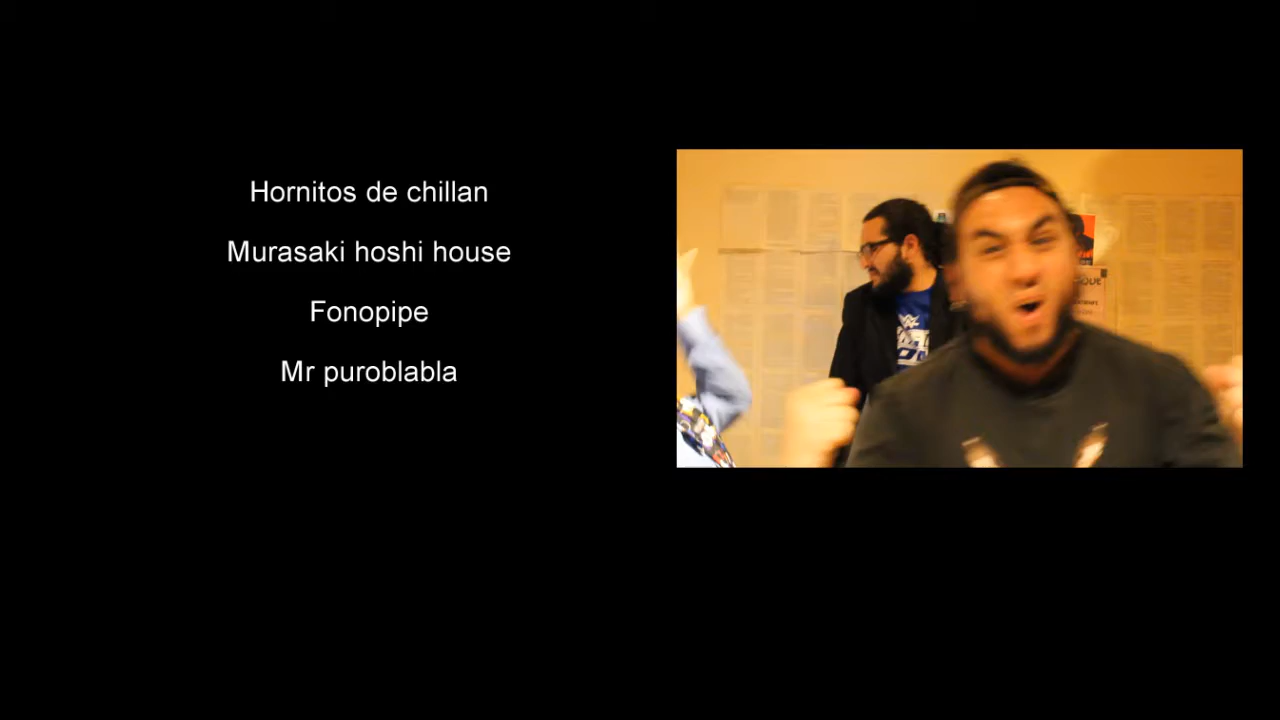 Hornitos de chillan
Murasaki hoshi house
Fonopipe
Mr puroblabla